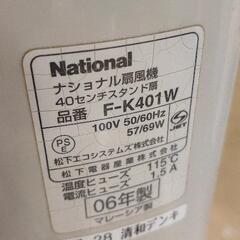 National
ナショナル扇風機
40センチスタンド扇
品番 F-K401W
100V 50/60Hz
57/69W
PS
E
JET
松下エコシステムズ株式会社
松下電器産業株式会社
温度ヒューズ 115℃
電流ヒューズ 1.5A
06年製
マレーシア製
28 清和デンキ